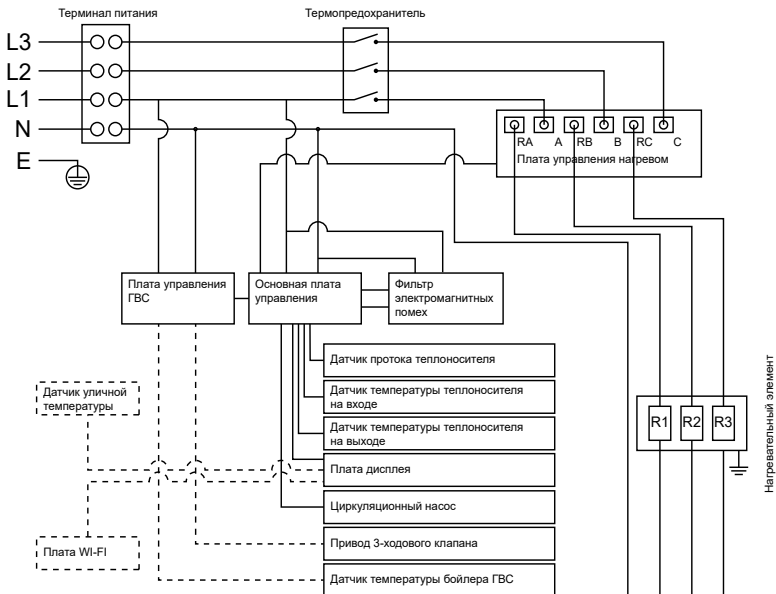 Терминал питания
Термопредохранитель
L3
L2
L1
N
E
RA A RB B RC C
Плата управления нагревом
Плата управления
ГВС
Основная плата
управления
Фильтр
электромагнитных
помех
Датчик протока теплоносителя
Датчик температуры теплоносителя
на входе
Датчик температуры теплоносителя
на выходе
Плата дисплея
Циркуляционный насос
Привод 3-ходового клапана
Датчик температуры бойлера ГВС
Датчик уличной
температуры
Плата WI-FI
R1 R2 R3
Нагревательный элемент